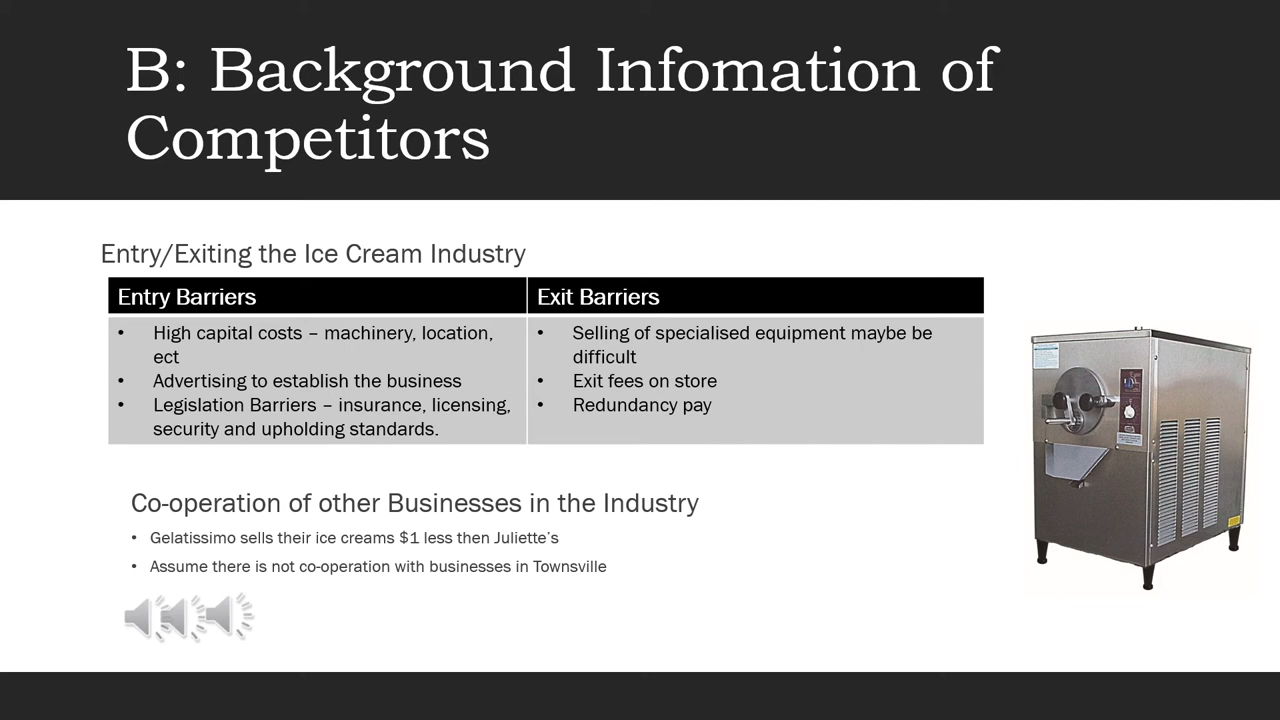 B: Background Infomation of
Competitors
Entry/Exiting the Ice Cream Industry
Entry Barriers
Exit Barriers
• High capital costs – machinery, location,
ect
• Advertising to establish the business
• Legislation Barriers – insurance, licensing,
security and upholding standards.
• Selling of specialised equipment maybe be
difficult
• Exit fees on store
• Redundancy pay
Co-operation of other Businesses in the Industry
• Gelatissimo sells their ice creams $1 less then Juliette’s
• Assume there is not co-operation with businesses in Townsville